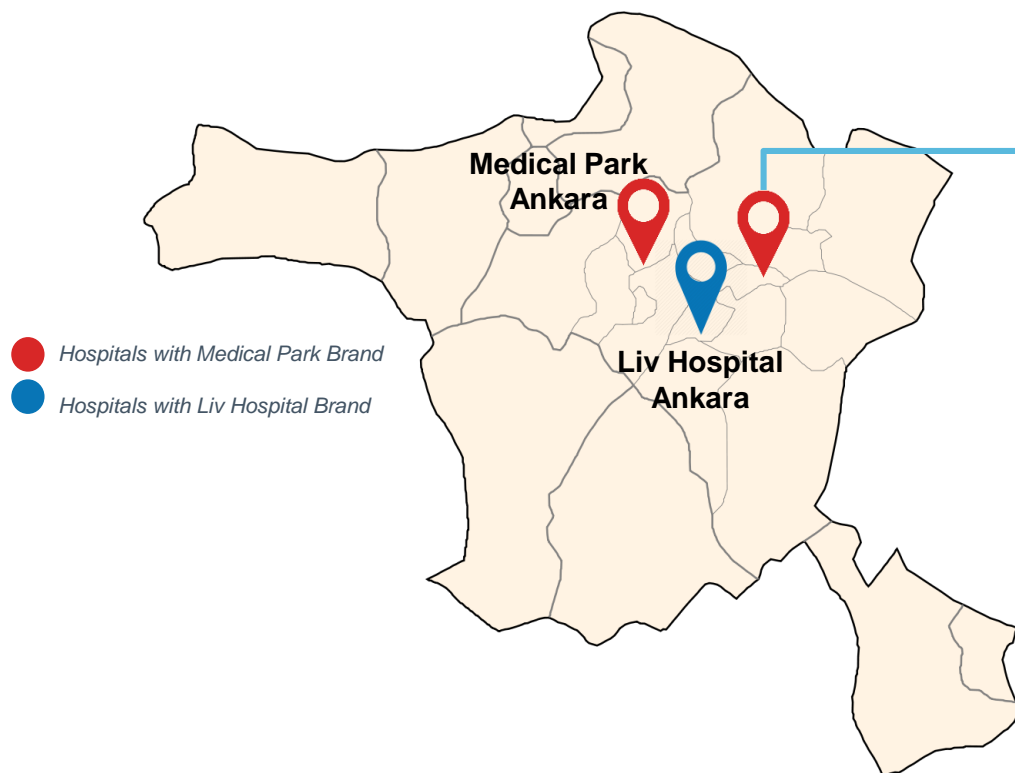 Medical Park
Ankara
Liv Hospital
Ankara
Hospitals with Medical Park Brand
Hospitals with Liv Hospital Brand